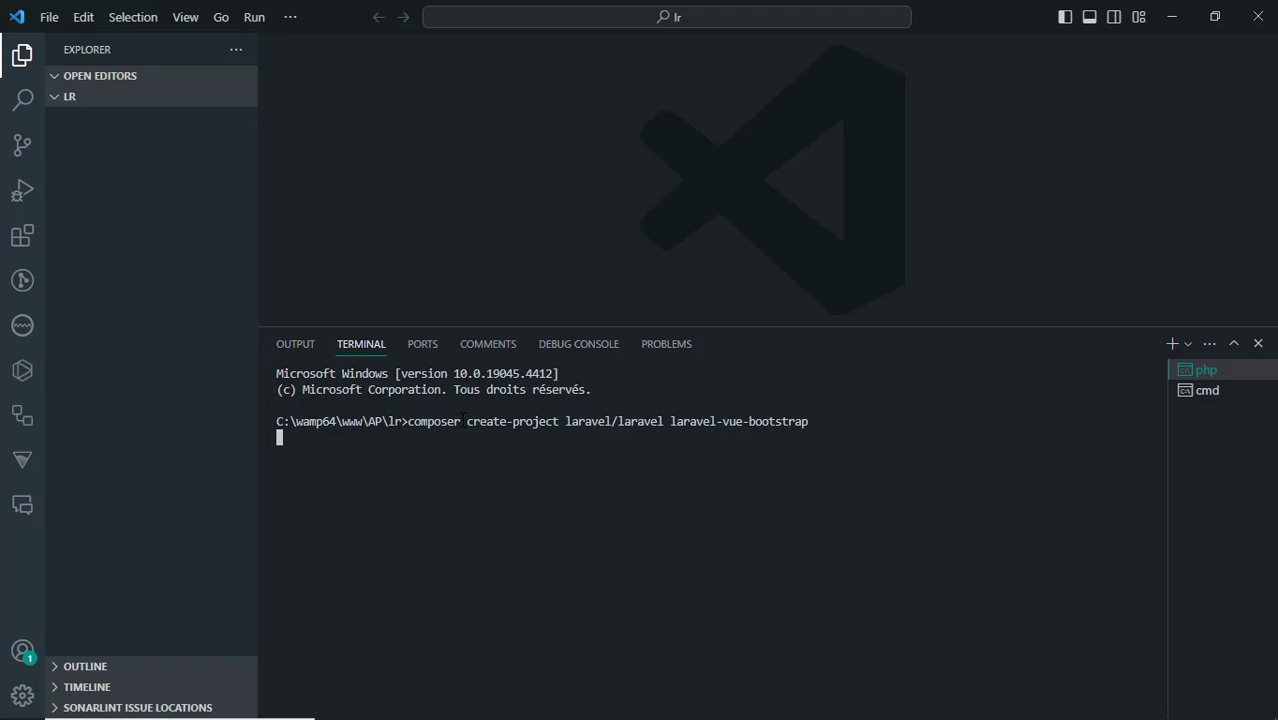 File Edit Selection View Go Run ··· lr
EXPLORER ···
OPEN EDITORS
LR
OUTPUT TERMINAL PORTS COMMENTS DEBUG CONSOLE PROBLEMS
php
cmd
Microsoft Windows [version 10.0.19045.4412]
(c) Microsoft Corporation. Tous droits réservés.
C:\wamp64\www\AP\lr>composer create-project laravel/laravel laravel-vue-bootstrap
1
OUTLINE
TIMELINE
SONARLINT ISSUE LOCATIONS